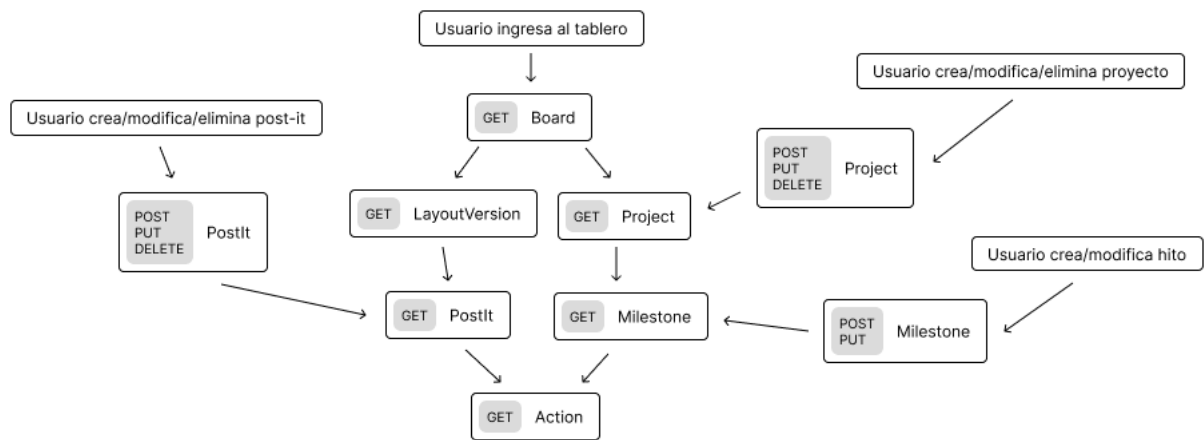 Usuario ingresa al tablero
Usuario crea/modifica/elimina proyecto
Usuario crea/modifica/elimina post-it
GET Board
POST
PUT
DELETE
Project
POST
PUT
DELETE
PostIt
GET LayoutVersion
GET Project
Usuario crea/modifica hito
GET PostIt
GET Milestone
POST
PUT
Milestone
GET Action